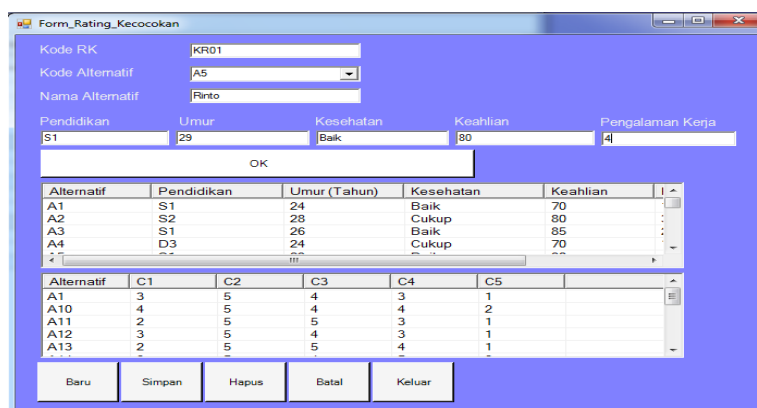 Form_Rating_Kecocokan
Kode RK KR01
Kode Alternatif A5
Nama Alternatif Rinto
Pendidikan Umur Kesehatan Keahlian Pengalaman Kerja
S1 29 Baik 80 4
OK
Alternatif Pendidikan Umur (Tahun) Kesehatan Keahlian
A1 S1 24 Baik 70
A2 S2 28 Cukup 80
A3 S1 26 Baik 85
A4 D3 24 Cukup 70
Alternatif C1 C2 C3 C4 C5
A1 3 5 4 3 1
A10 4 5 4 4 2
A11 2 5 5 3 1
A12 3 5 4 3 1
A13 2 5 5 4 1
Baru Simpan Hapus Batal Keluar